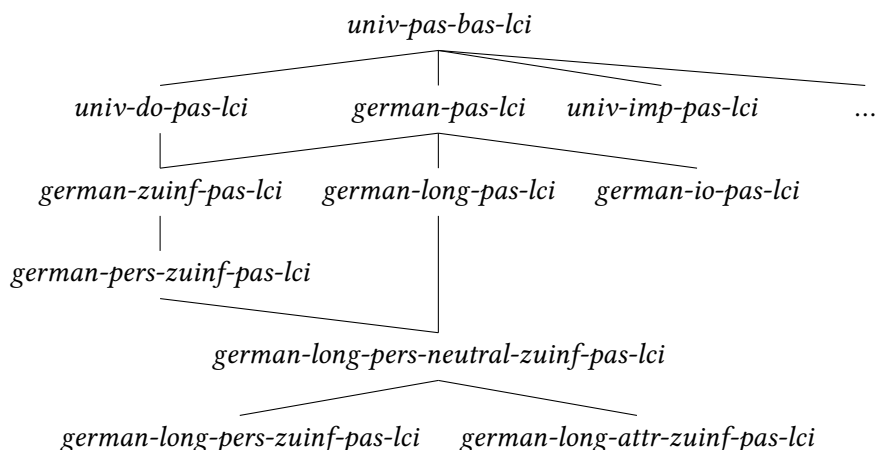 univ-pas-bas-lci
univ-do-pas-lci german-pas-lci univ-imp-pas-lci ...
german-zuinf-pas-lci german-long-pas-lci german-io-pas-lci
german-pers-zuinf-pas-lci
german-long-pers-neutral-zuinf-pas-lci
german-long-pers-zuinf-pas-lci german-long-attr-zuinf-pas-lci